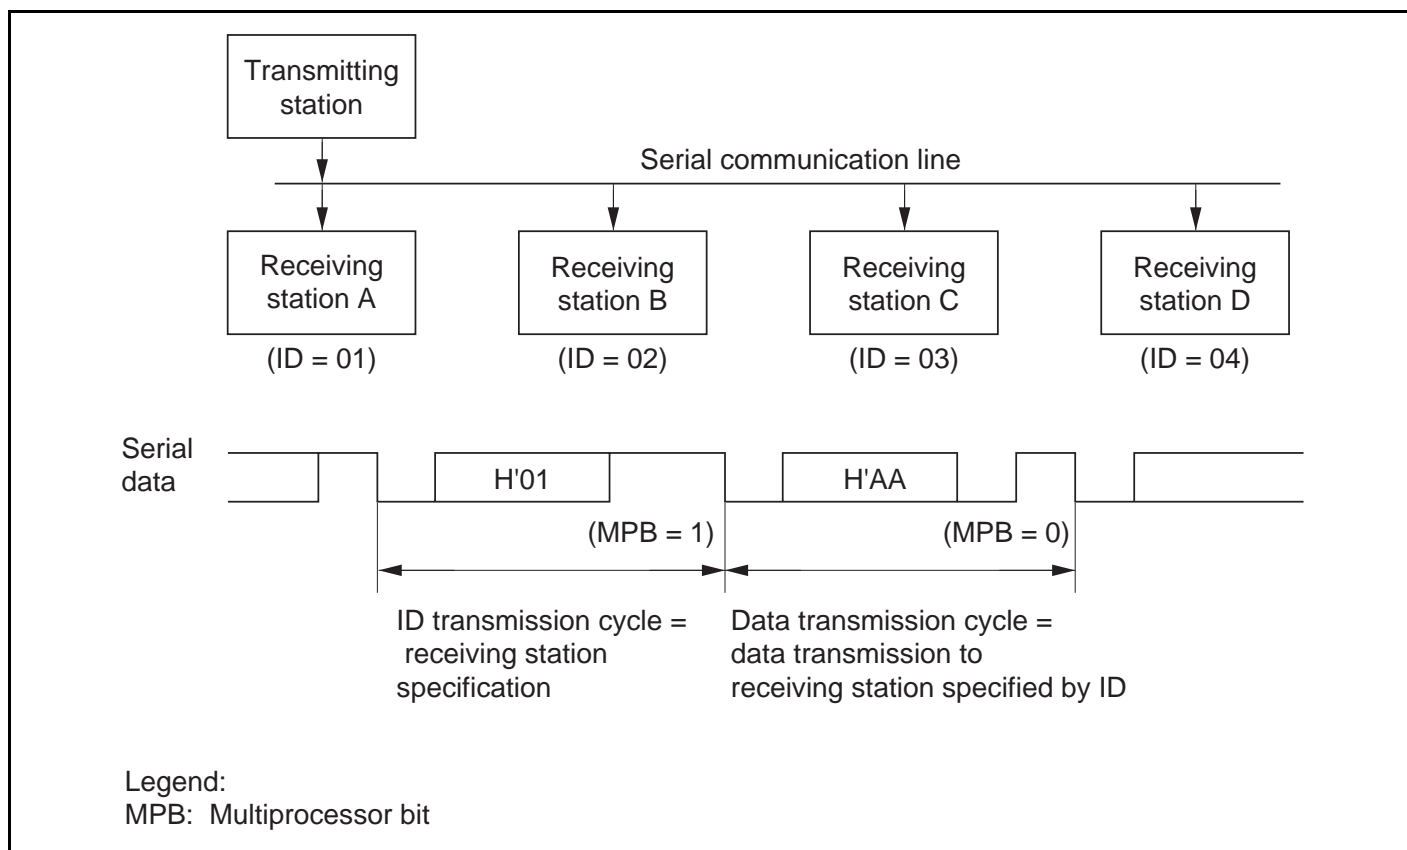 Transmitting
station
Serial communication line
Receiving
station A
Receiving
station B
Receiving
station C
Receiving
station D
(ID = 01)
(ID = 02)
(ID = 03)
(ID = 04)
Serial
data
H'01
H'AA
(MPB = 1)
(MPB = 0)
ID transmission cycle =
receiving station
specification
Data transmission cycle =
data transmission to
receiving station specified by ID
Legend:
MPB: Multiprocessor bit